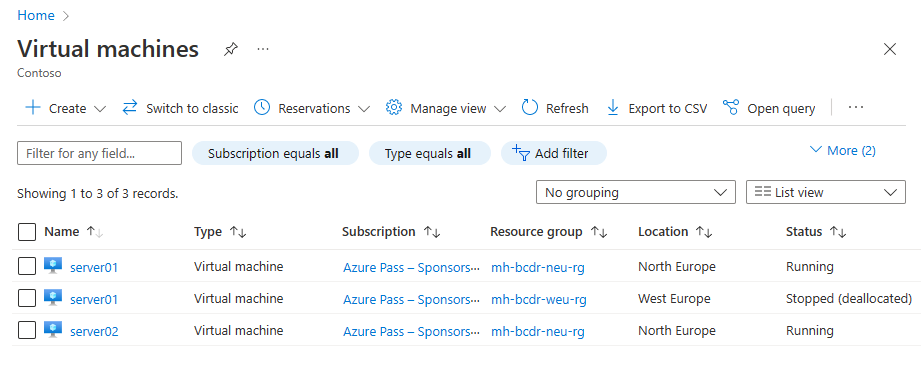 Home
Virtual machines
Contoso
Create Switch to classic Reservations Manage view Refresh Export to CSV Open query
Filter for any field... Subscription equals all Type equals all Add filter More (2)
Showing 1 to 3 of 3 records. No grouping List view
Name Type Subscription Resource group Location Status
server01 Virtual machine Azure Pass – Sponsors··· mh-bcdr-neu-rg North Europe Running
server01 Virtual machine Azure Pass – Sponsors··· mh-bcdr-weu-rg West Europe Stopped (deallocated)
server02 Virtual machine Azure Pass – Sponsors··· mh-bcdr-neu-rg North Europe Running